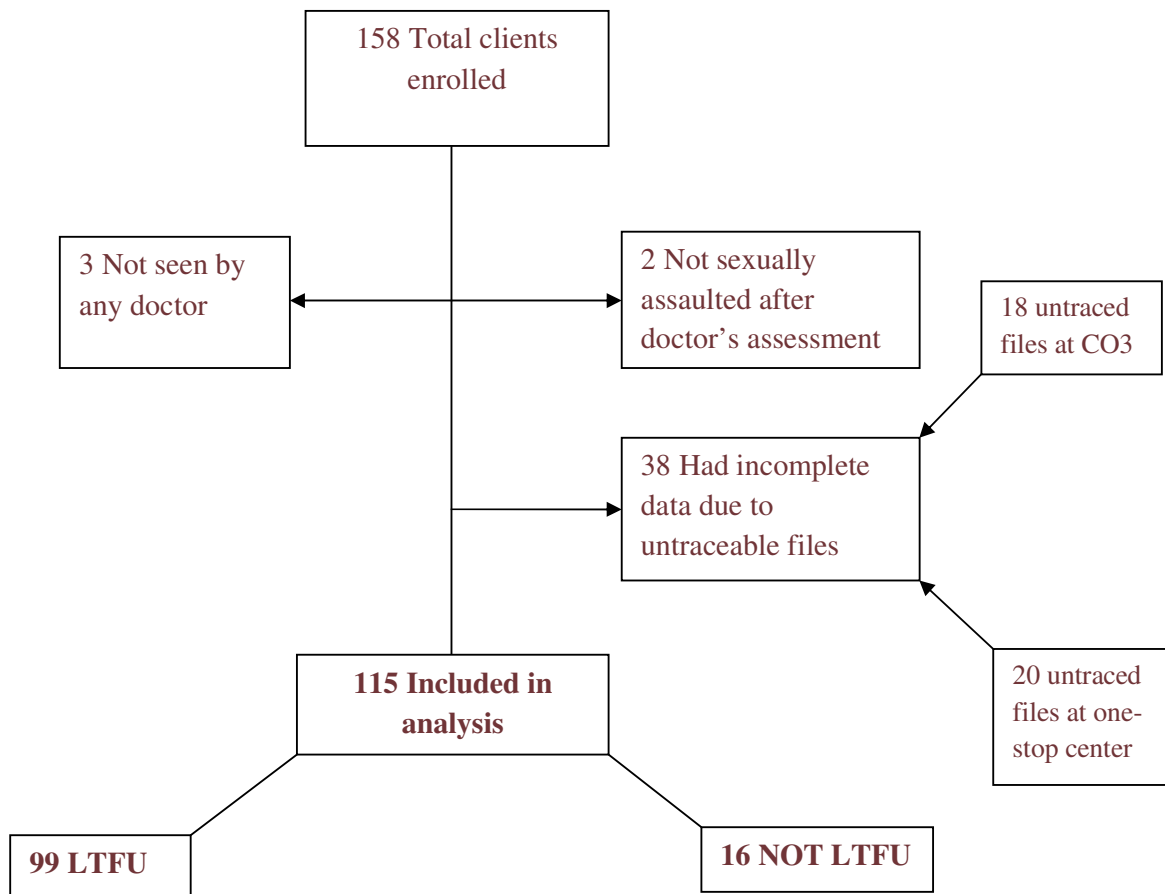 158 Total clients
enrolled
3 Not seen by
any doctor
2 Not sexually
assaulted after
doctor’s assessment
18 untraced
files at CO3
38 Had incomplete
data due to
untraceable files
20 untraced
files at one-
stop center
115 Included in
analysis
99 LTFU
16 NOT LTFU